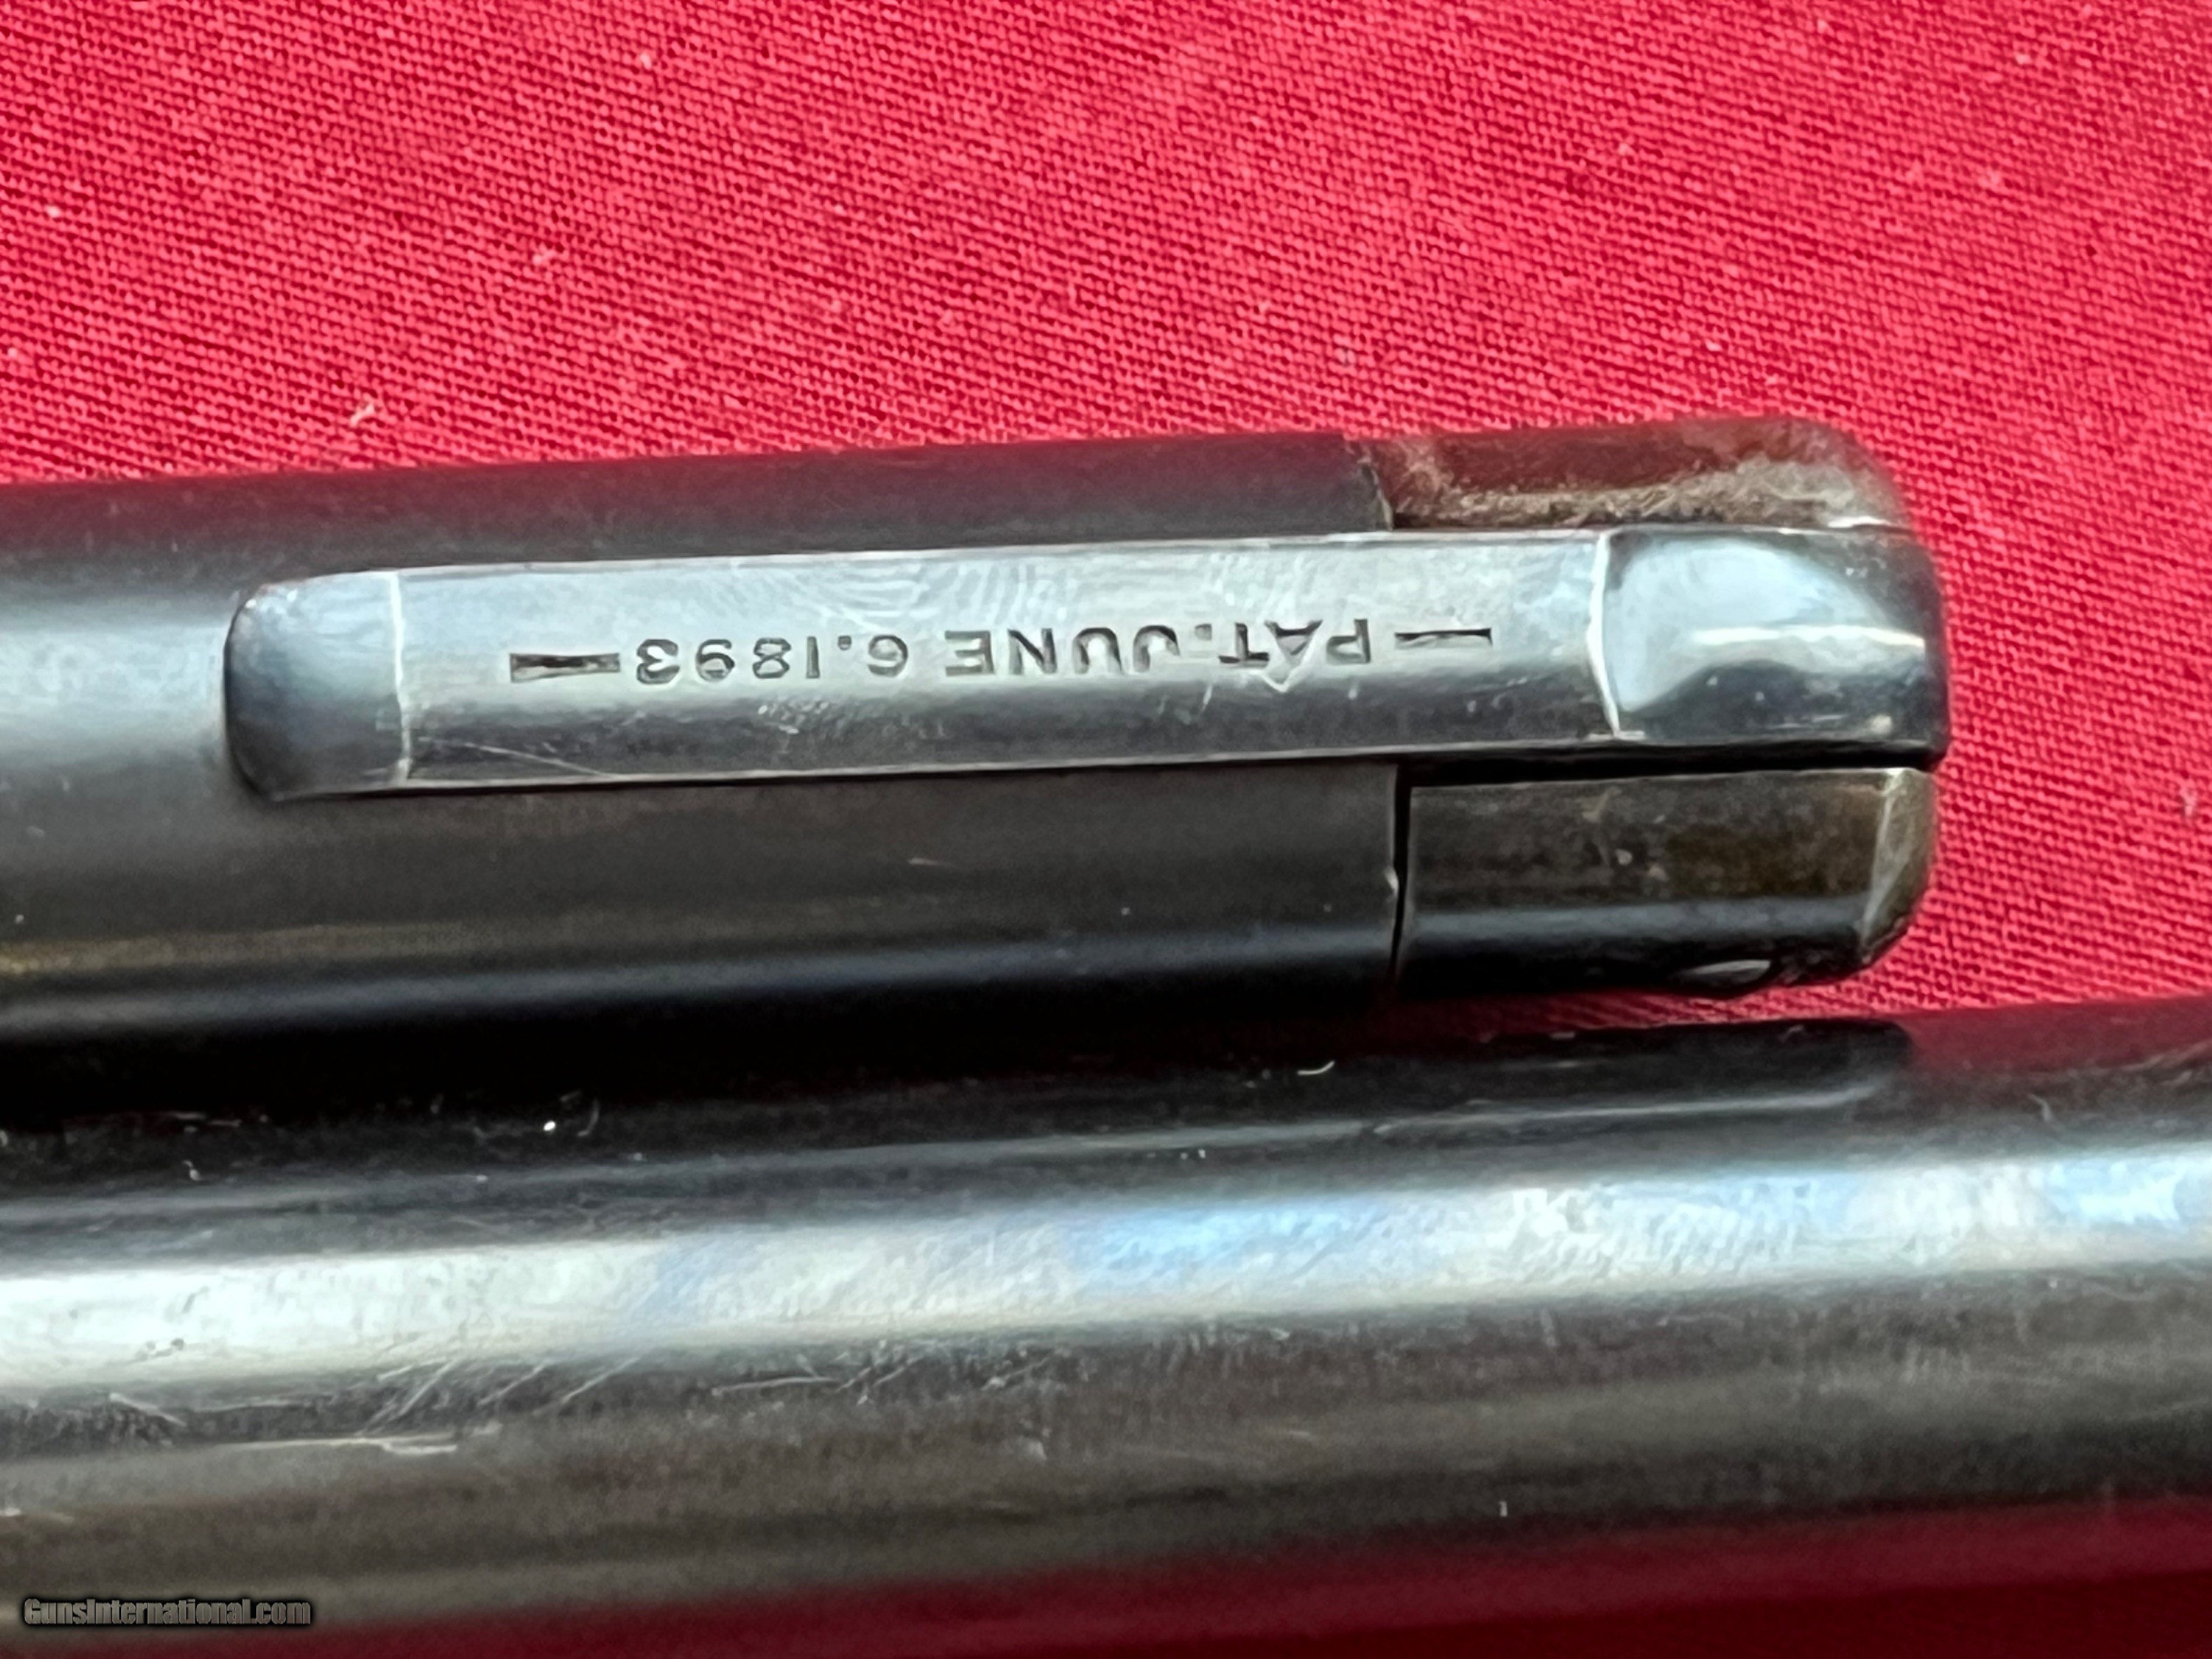 — PAT. JUNE 6. 1893 —
GunsInternational.com